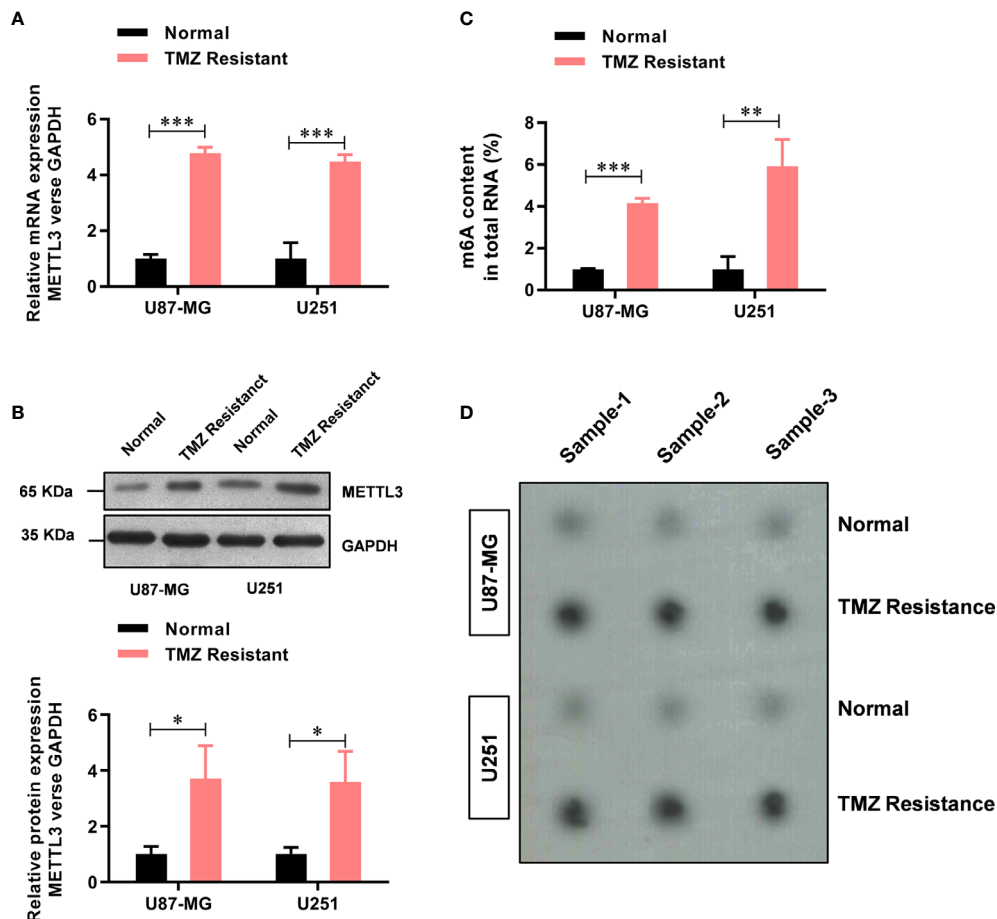 A
Normal
TMZ Resistant
Relative mRNA expression
METTL3 verse GAPDH
6
4
2
0
***
***
U87-MG
U251
C
Normal
TMZ Resistant
m6A content
in total RNA (%)
8
6
4
2
0
***
**
U87-MG
U251
B
Normal
TMZ Resistanct
Normal
TMZ Resistanct
65 KDa
METTL3
35 KDa
GAPDH
U87-MG
U251
Normal
TMZ Resistant
Relative protein expression
METTL3 verse GAPDH
6
4
2
0
*
*
U87-MG
U251
D
Sample-1
Sample-2
Sample-3
U87-MG
Normal
TMZ Resistance
U251
Normal
TMZ Resistance